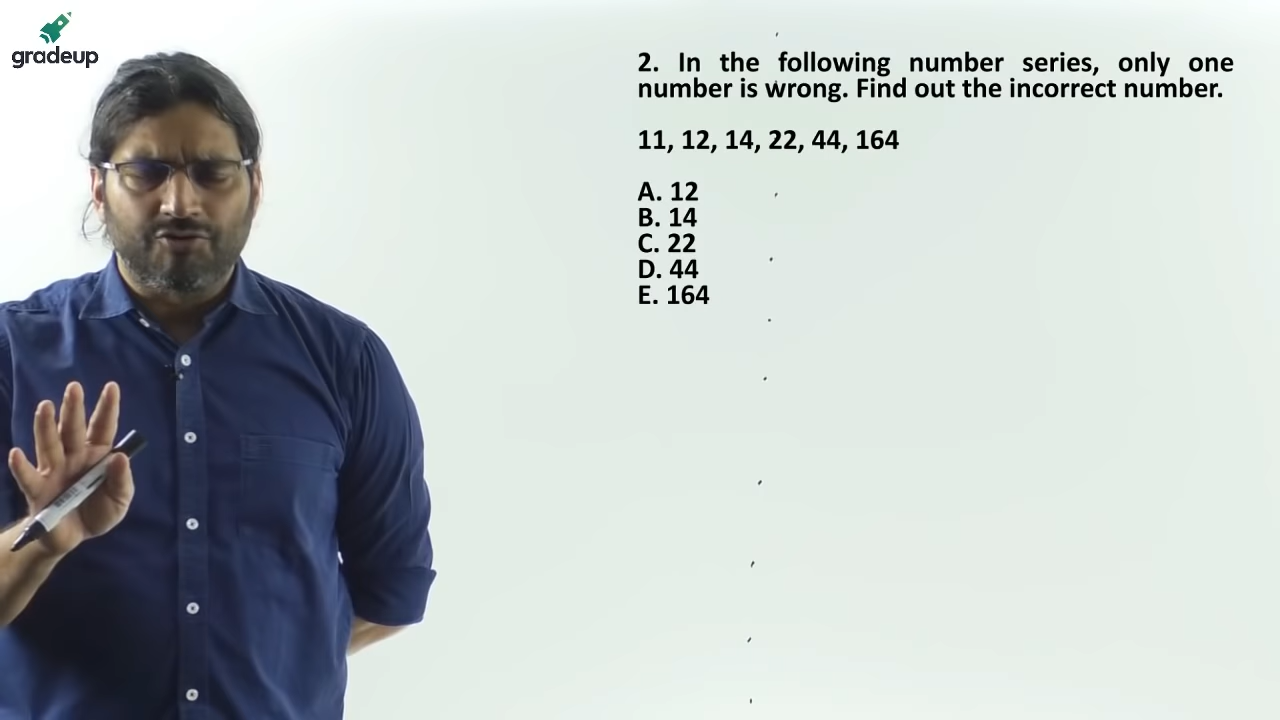 gradeup
2. In the following number series, only one
number is wrong. Find out the incorrect number.
11, 12, 14, 22, 44, 164
A. 12
B. 14
C. 22
D. 44
E. 164